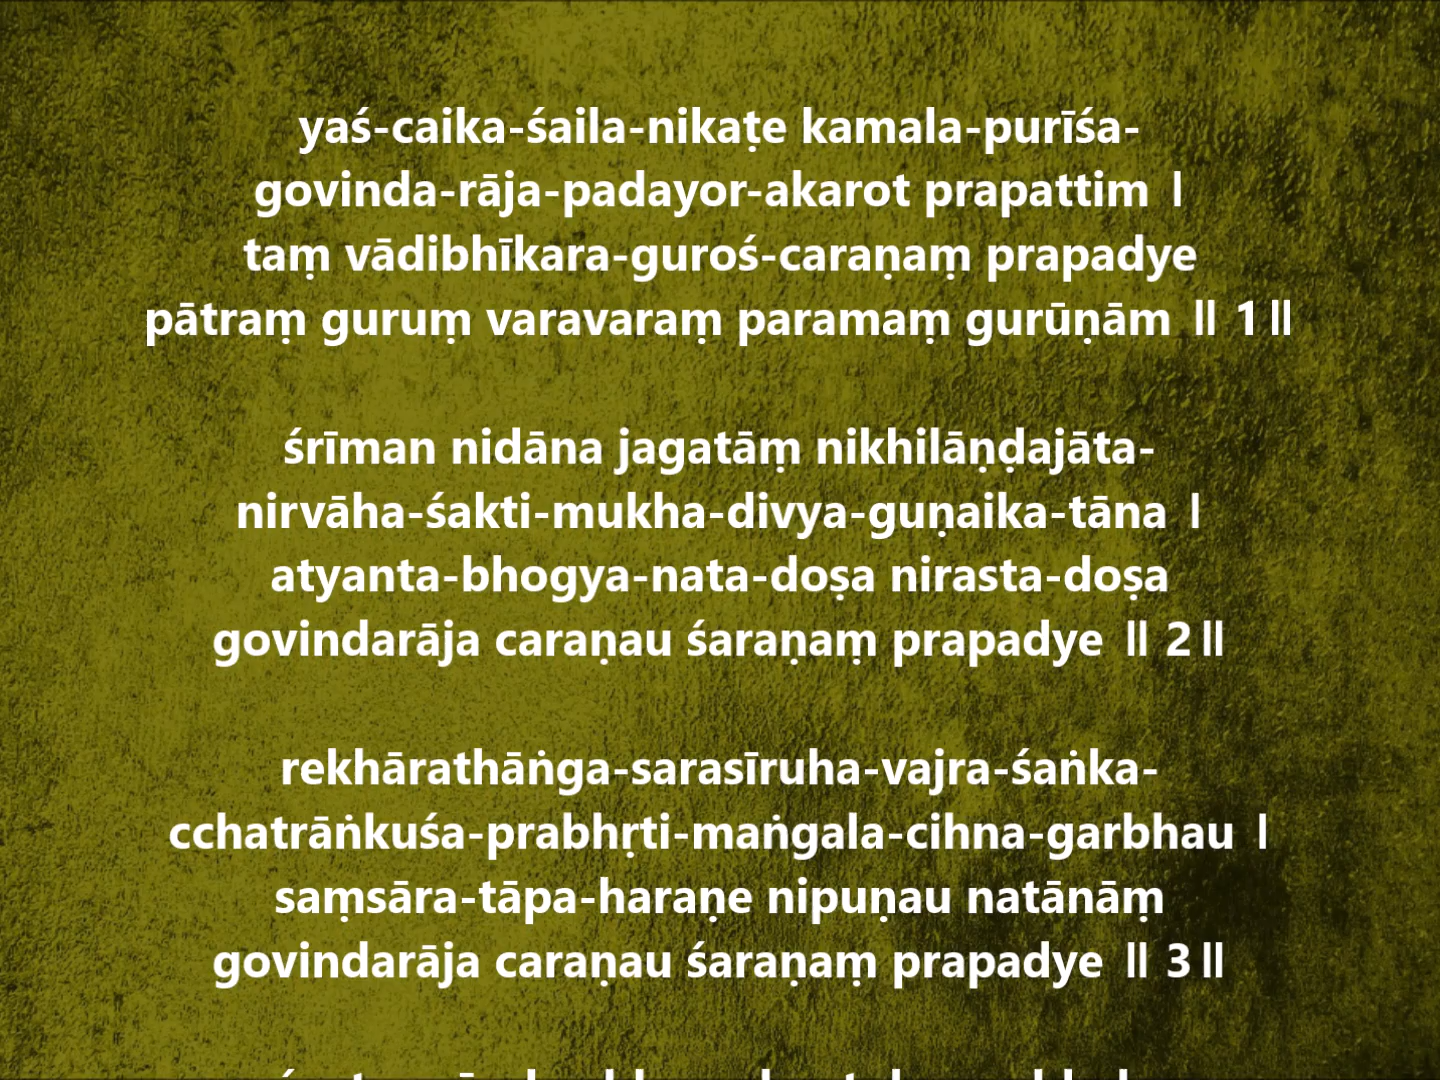 yaś-caika-śaila-nikaṭe kamala-purīśa-
govinda-rāja-padayor-akarot prapattim ।
taṃ vādibhīkara-guroś-caraṇaṃ prapadye
pātraṃ guruṃ varavaraṃ paramaṃ gurūṇām ॥ 1॥
śrīman nidāna jagatāṃ nikhilāṇḍajāta-
nirvāha-śakti-mukha-divya-guṇaika-tāna ।
atyanta-bhogya-nata-doṣa nirasta-doṣa
govindarāja caraṇau śaraṇaṃ prapadye ॥ 2॥
rekhārathāṅga-sarasīruha-vajra-śaṅka-
cchatrāṅkuśa-prabhṛti-maṅgala-cihna-garbhau ।
saṃsāra-tāpa-haraṇe nipuṇau natānāṃ
govindarāja caraṇau śaraṇaṃ prapadye ॥ 3॥